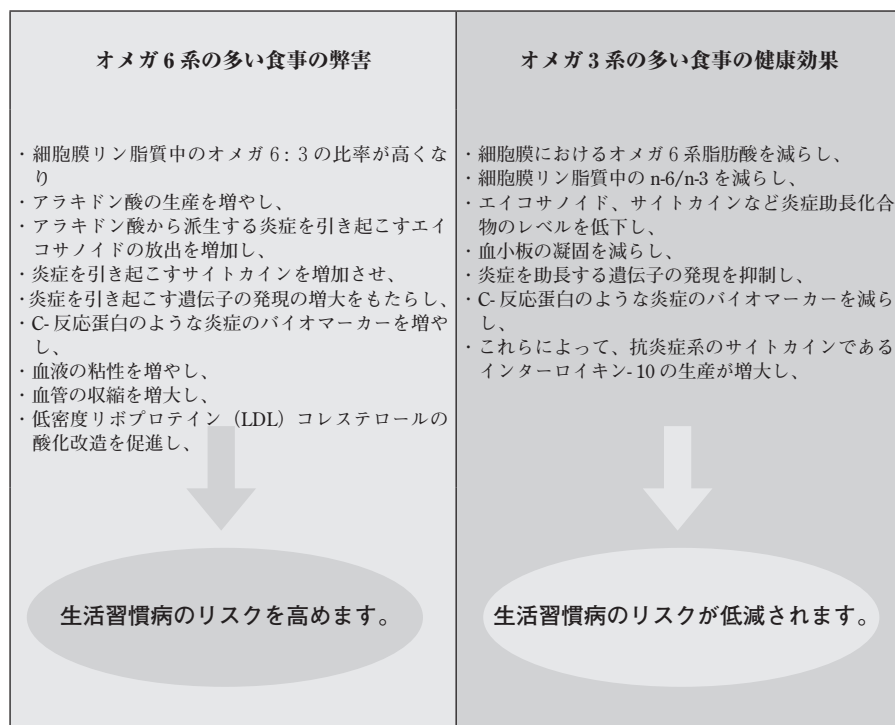 オメガ6系の多い食事の弊害
・細胞膜リン脂質中のオメガ6:3の比率が高くな
り
・アラキドン酸の生産を増やし、
・アラキドン酸から派生する炎症を引き起こすエイ
コサノイドの放出を増加し、
・炎症を引き起こすサイトカインを増加させ、
・炎症を引き起こす遺伝子の発現の増大をもたらし、
・C-反応蛋白のような炎症のバイオマーカーを増や
し、
・血液の粘性を増やし、
・血管の収縮を増大し、
・低密度リポプロテイン（LDL）コレステロールの
酸化改造を促進し、
生活習慣病のリスクを高めます。
オメガ3系の多い食事の健康効果
・細胞膜におけるオメガ6系脂肪酸を減らし、
・細胞膜リン脂質中の n-6/n-3 を減らし、
・エイコサノイド、サイトカインなど炎症助長化合
物のレベルを低下し、
・血小板の凝固を減らし、
・炎症を助長する遺伝子の発現を抑制し、
・C-反応蛋白のような炎症のバイオマーカーを減ら
し、
・これらによって、抗炎症系のサイトカインである
インターロイキン-10 の生産が増大し、
生活習慣病のリスクが低減されます。